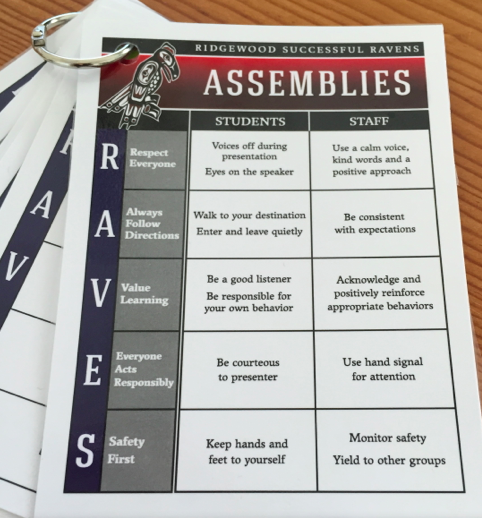 RIDGEWOOD SUCCESSFUL RAVENS
ASSEMBLIES
STUDENTS STAFF
R
Respect
Everyone
Voices off during
presentation
Eyes on the speaker
Use a calm voice,
kind words and a
positive approach
A
Always
Follow
Directions
Walk to your destination
Enter and leave quietly
Be consistent
with expectations
V
Value
Learning
Be a good listener
Be responsible for
your own behavior
Acknowledge and
positively reinforce
appropriate behaviors
E
Everyone
Acts
Responsibly
Be courteous
to presenter
Use hand signal
for attention
S
Safety
First
Keep hands and
feet to yourself
Monitor safety
Yield to other groups
A
V